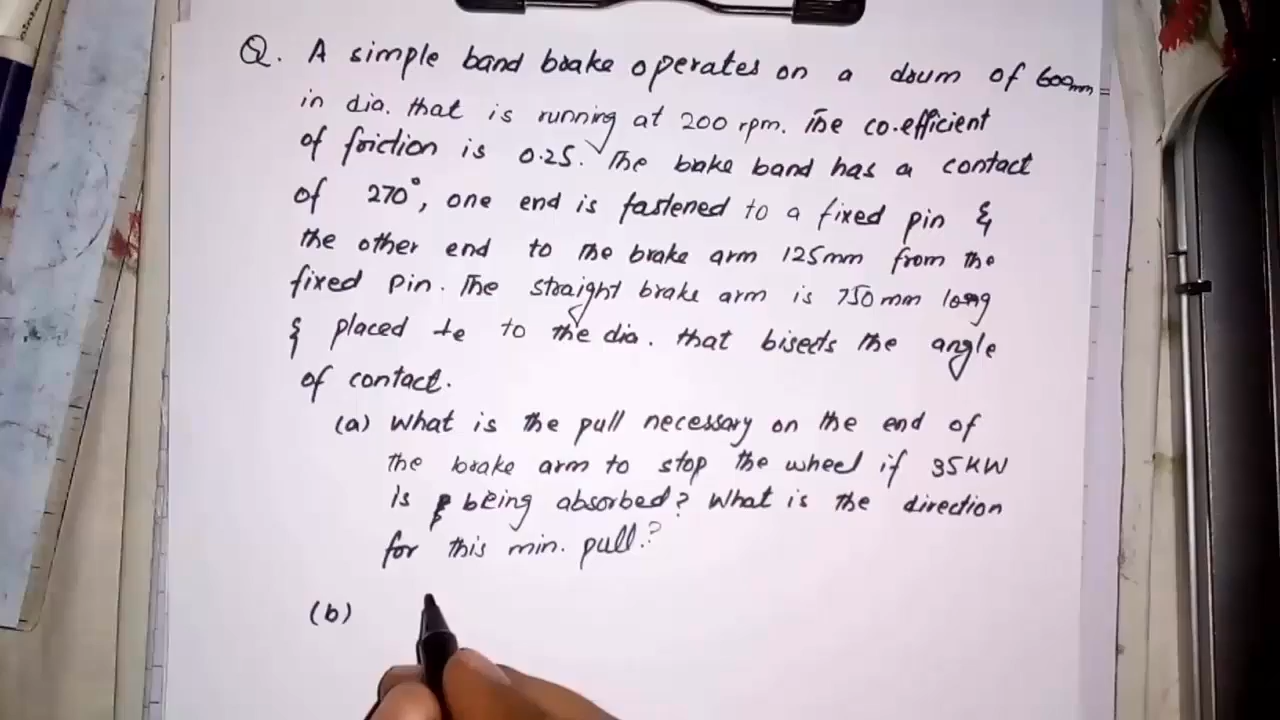 Q. A simple band brake operates on a drum of 600mm
in dia. that is running at 200 rpm. The co.efficient
of friction is 0.25. The bake band has a contact
of 270°, one end is fastened to a fixed pin &
the other end to the brake arm 125mm from the
fixed pin. The straight brake arm is 750mm long
& placed to the dia. that bisects the angle
of contact.
(a) What is the pull necessary on the end of
the brake arm to stop the wheel if 35KW
is being absorbed? What is the direction
for this min. pull.?
(b)